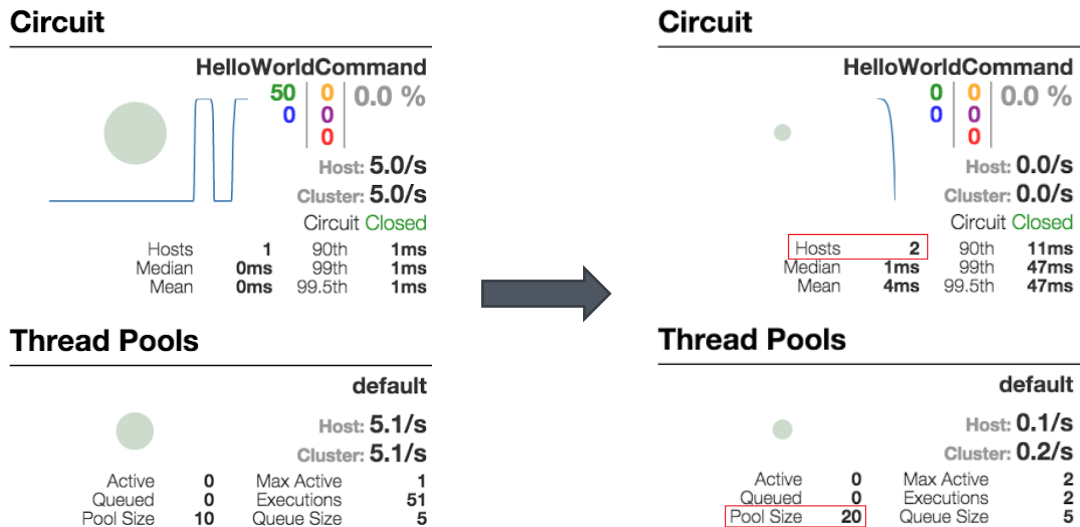 Circuit
HelloWorldCommand
50 0 0.0 %
0 0
0
Host: 5.0/s
Cluster: 5.0/s
Circuit Closed
Hosts 1 90th 1ms
Median 0ms 99th 1ms
Mean 0ms 99.5th 1ms
Thread Pools
default
Host: 5.1/s
Cluster: 5.1/s
Active 0 Max Active 1
Queued 0 Executions 51
Pool Size 10 Queue Size 5
Circuit
HelloWorldCommand
0 0 0.0 %
0 0
0
Host: 0.0/s
Cluster: 0.0/s
Circuit Closed
Hosts 2 90th 11ms
Median 1ms 99th 47ms
Mean 4ms 99.5th 47ms
Thread Pools
default
Host: 0.1/s
Cluster: 0.2/s
Active 0 Max Active 2
Queued 0 Executions 2
Pool Size 20 Queue Size 5